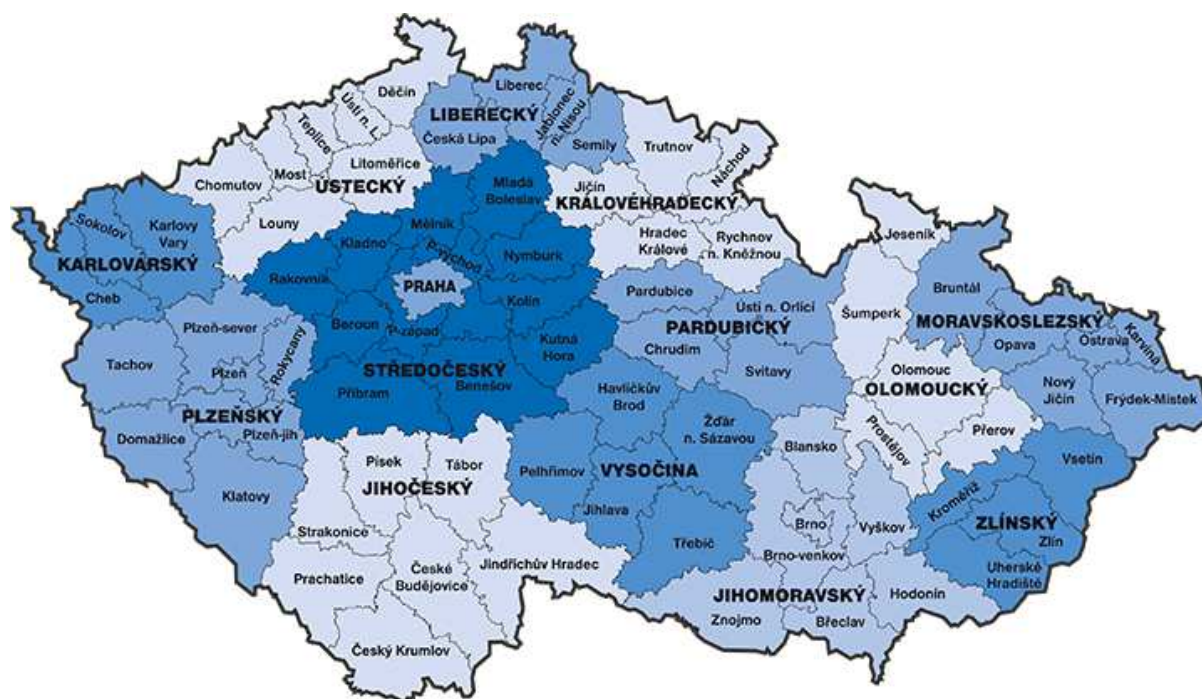 Děčín
Ústí n. L.
Teplice
Most
Chomutov
Litoměřice
ÚSTECKÝ
Louny
Liberec
LIBERECKÝ
Jablonec
n. Nisou
Česká Lípa
Semily
Trutnov
Náchod
Jičín
KRÁLOVÉHRADECKÝ
Hradec
Králové
Rychnov
n. Kněžnou
Sokolov
Karlovy
Vary
KARLOVARSKÝ
Cheb
Mladá
Boleslav
Mělník
Kladno
P-východ
Nymburk
Rakovník
PRAHA
Kolín
Beroun
P-západ
Kutná
Hora
STŘEDOČESKÝ
Příbram
Benešov
Plzeň-sever
Rokycany
Tachov
Plzeň
PLZEŇSKÝ
Domažlice
Plzeň-jih
Klatovy
Pardubice
Ústí n. Orlicí
PARDUBICKÝ
Chrudim
Svitavy
Jeseník
Šumperk
Olomouc
OLOMOUCKÝ
Prostějov
Přerov
Bruntál
MORAVSKOSLEZSKÝ
Opava
Ostrava
Karviná
Nový
Jičín
Frýdek-Místek
Havlíčkův
Brod
Žďár
n. Sázavou
Pelhřimov
VYSOČINA
Jihlava
Třebíč
Písek
Tábor
JIHOČESKÝ
Strakonice
Prachatice
České
Budějovice
Jindřichův Hradec
Český Krumlov
Blansko
Brno
Vyškov
Brno-venkov
JIHOMORAVSKÝ
Hodonín
Znojmo
Břeclav
Vsetín
Kroměříž
ZLÍNSKÝ
Zlín
Uherské
Hradiště